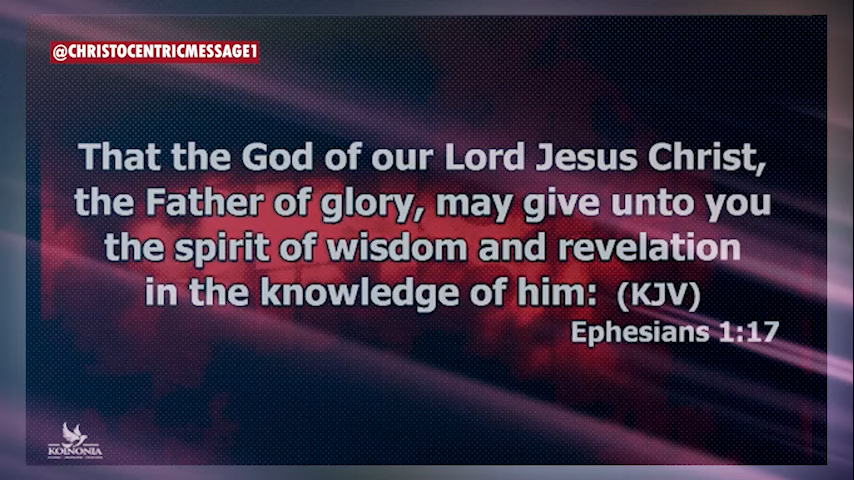 @CHRISTOCENTRICMESSAGE1
That the God of our Lord Jesus Christ,
the Father of glory, may give unto you
the spirit of wisdom and revelation
in the knowledge of him: (KJV)
Ephesians 1:17
KOINONIA